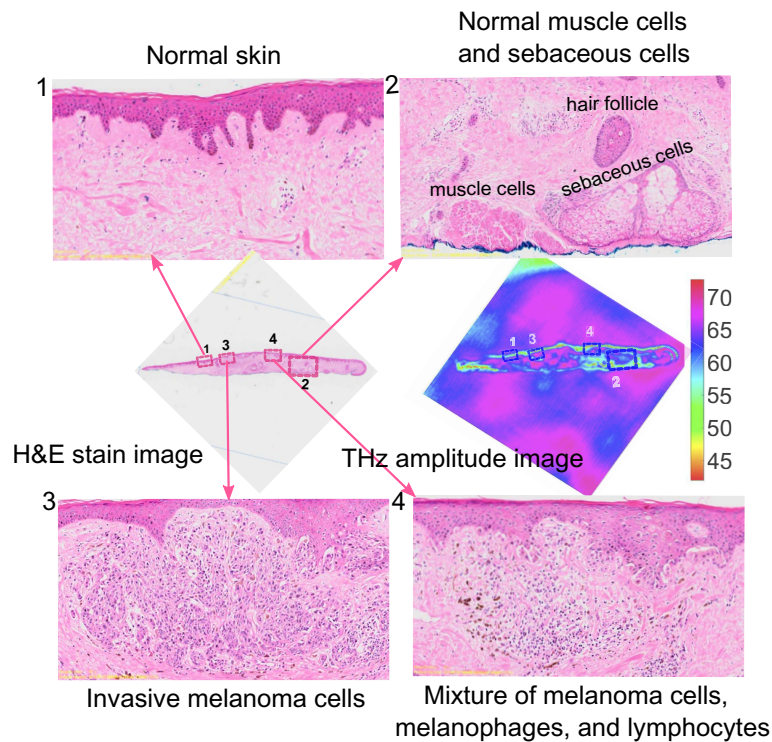 Normal skin
Normal muscle cells
and sebaceous cells
1
2
hair follicle
sebaceous cells
muscle cells
1
3
4
2
1
3
4
2
70
65
60
55
50
45
H&E stain image
THz amplitude image
3
4
Invasive melanoma cells
Mixture of melanoma cells,
melanophages, and lymphocytes